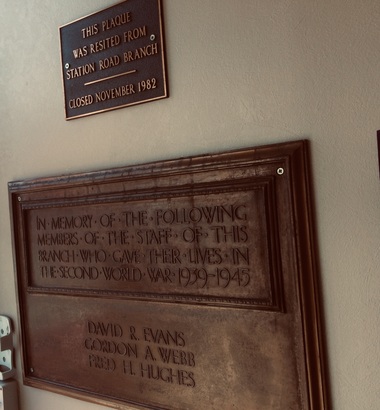 THIS PLAQUE
WAS RESITED FROM
STATION ROAD BRANCH
CLOSED NOVEMBER 1982
IN·MEMORY·OF·THE·FOLLOWING
MEMBERS·OF·THE·STAFF·OF·THIS
BRANCH·WHO·GAVE·THEIR·LIVES·IN
THE·SECOND·WORLD·WAR·1939-1945
DAVID R. EVANS
GORDON A. WEBB
H. HUGHES